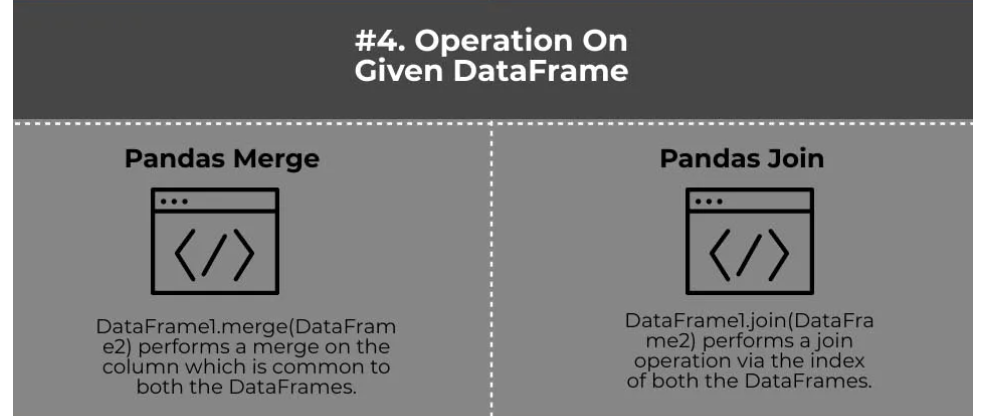 #4. Operation On
Given DataFrame
Pandas Merge
</>
DataFrame1.merge(DataFram
e2) performs a merge on the
column which is common to
both the DataFrames.
Pandas Join
</>
DataFrame1.join(DataFra
me2) performs a join
operation via the index
of both the DataFrames.